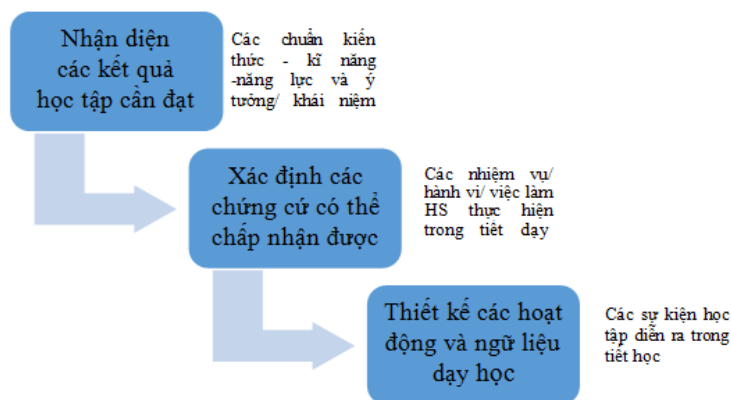 Nhận diện
các kết quả
học tập cần đạt
Các chuẩn kiến
thức - kĩ năng
-năng lực và ý
tưởng/ khái niệm
Xác định các
chứng cứ có thể
chấp nhận được
Các nhiệm vụ/
hành vi/ việc làm
HS thực hiện
trong tiết dạy
Thiết kế các hoạt
động và ngữ liệu
dạy học
Các sự kiện học
tập diễn ra trong
tiết học